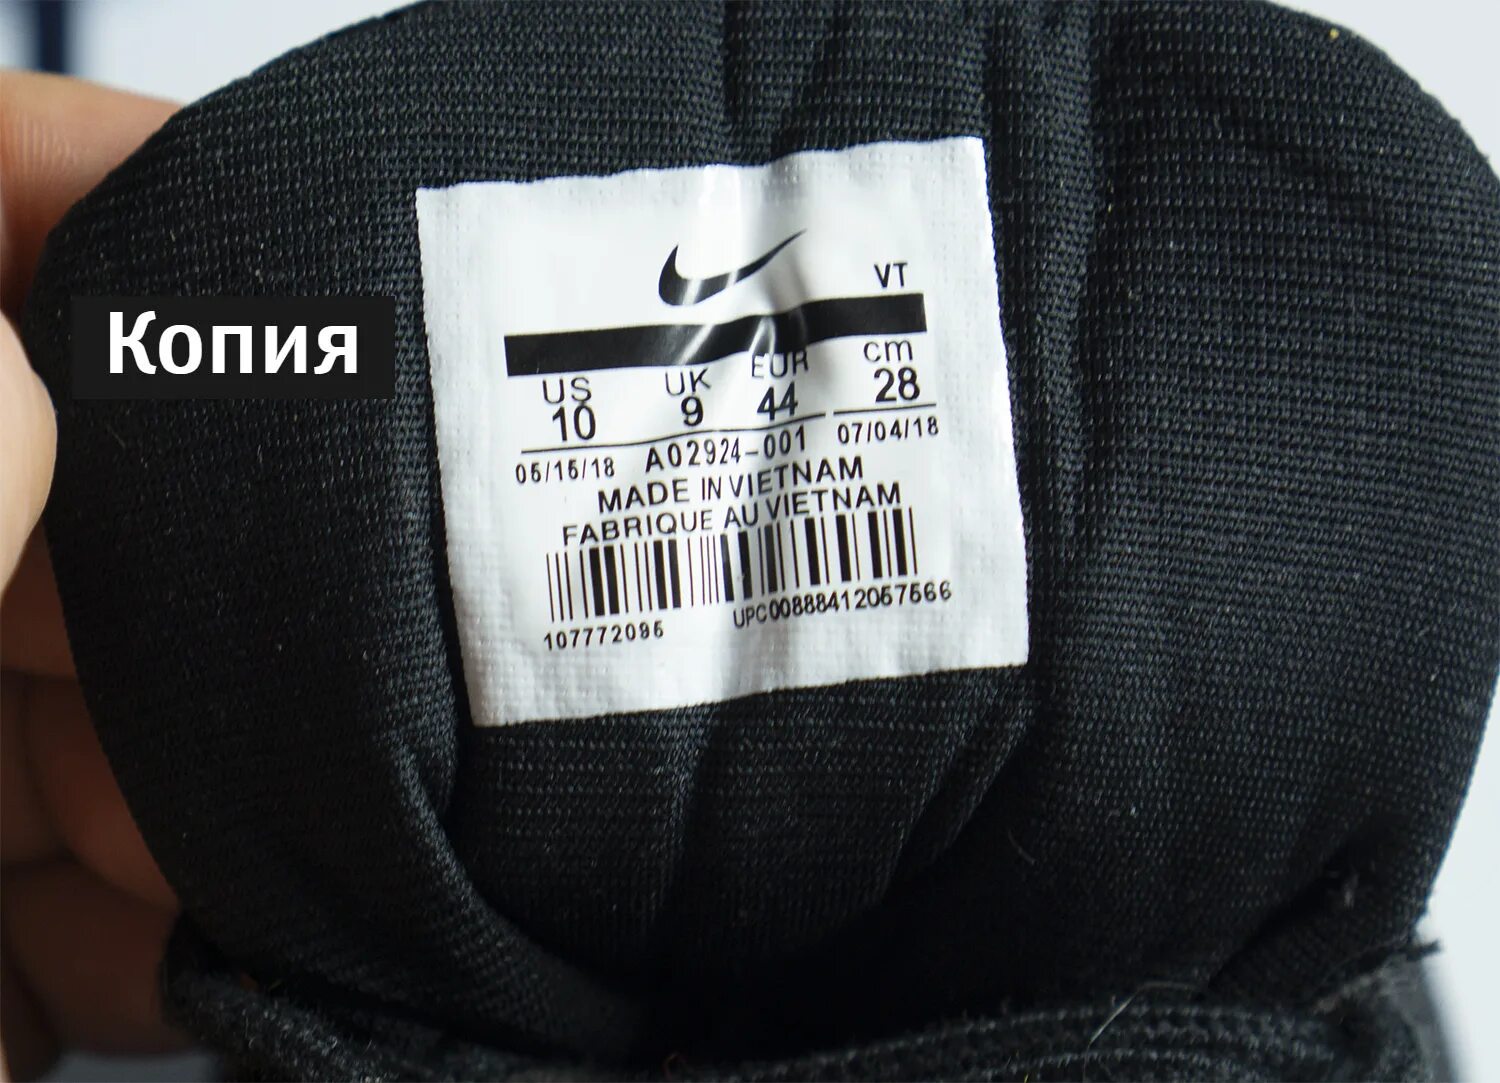 Копия
VT
US UK EUR cm
10 9 44 28
05/15/18 A02924-001 07/04/18
MADE IN VIETNAM
FABRIQUE AU VIETNAM
107772095 UPC00888412057566